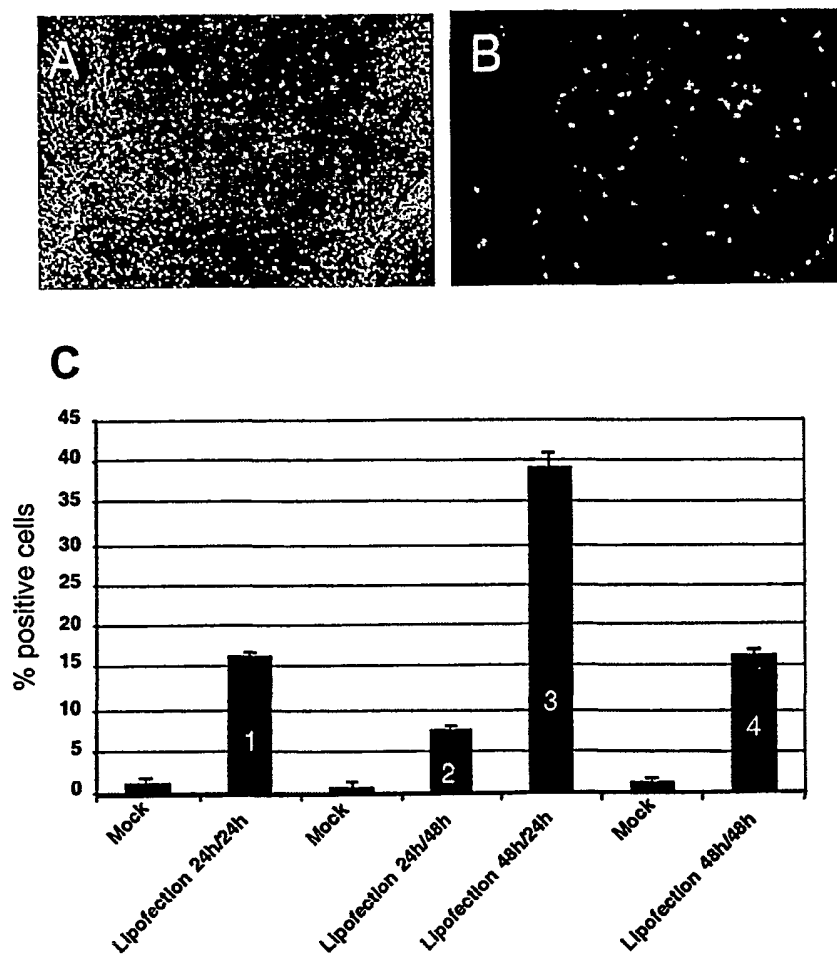 A
B
C
% positive cells
45
40
35
30
25
20
15
10
5
0
1
2
3
4
Mock
Lipofection 24h/24h
Mock
Lipofection 24h/48h
Lipofection 48h/24h
Mock
Lipofection 48h/48h